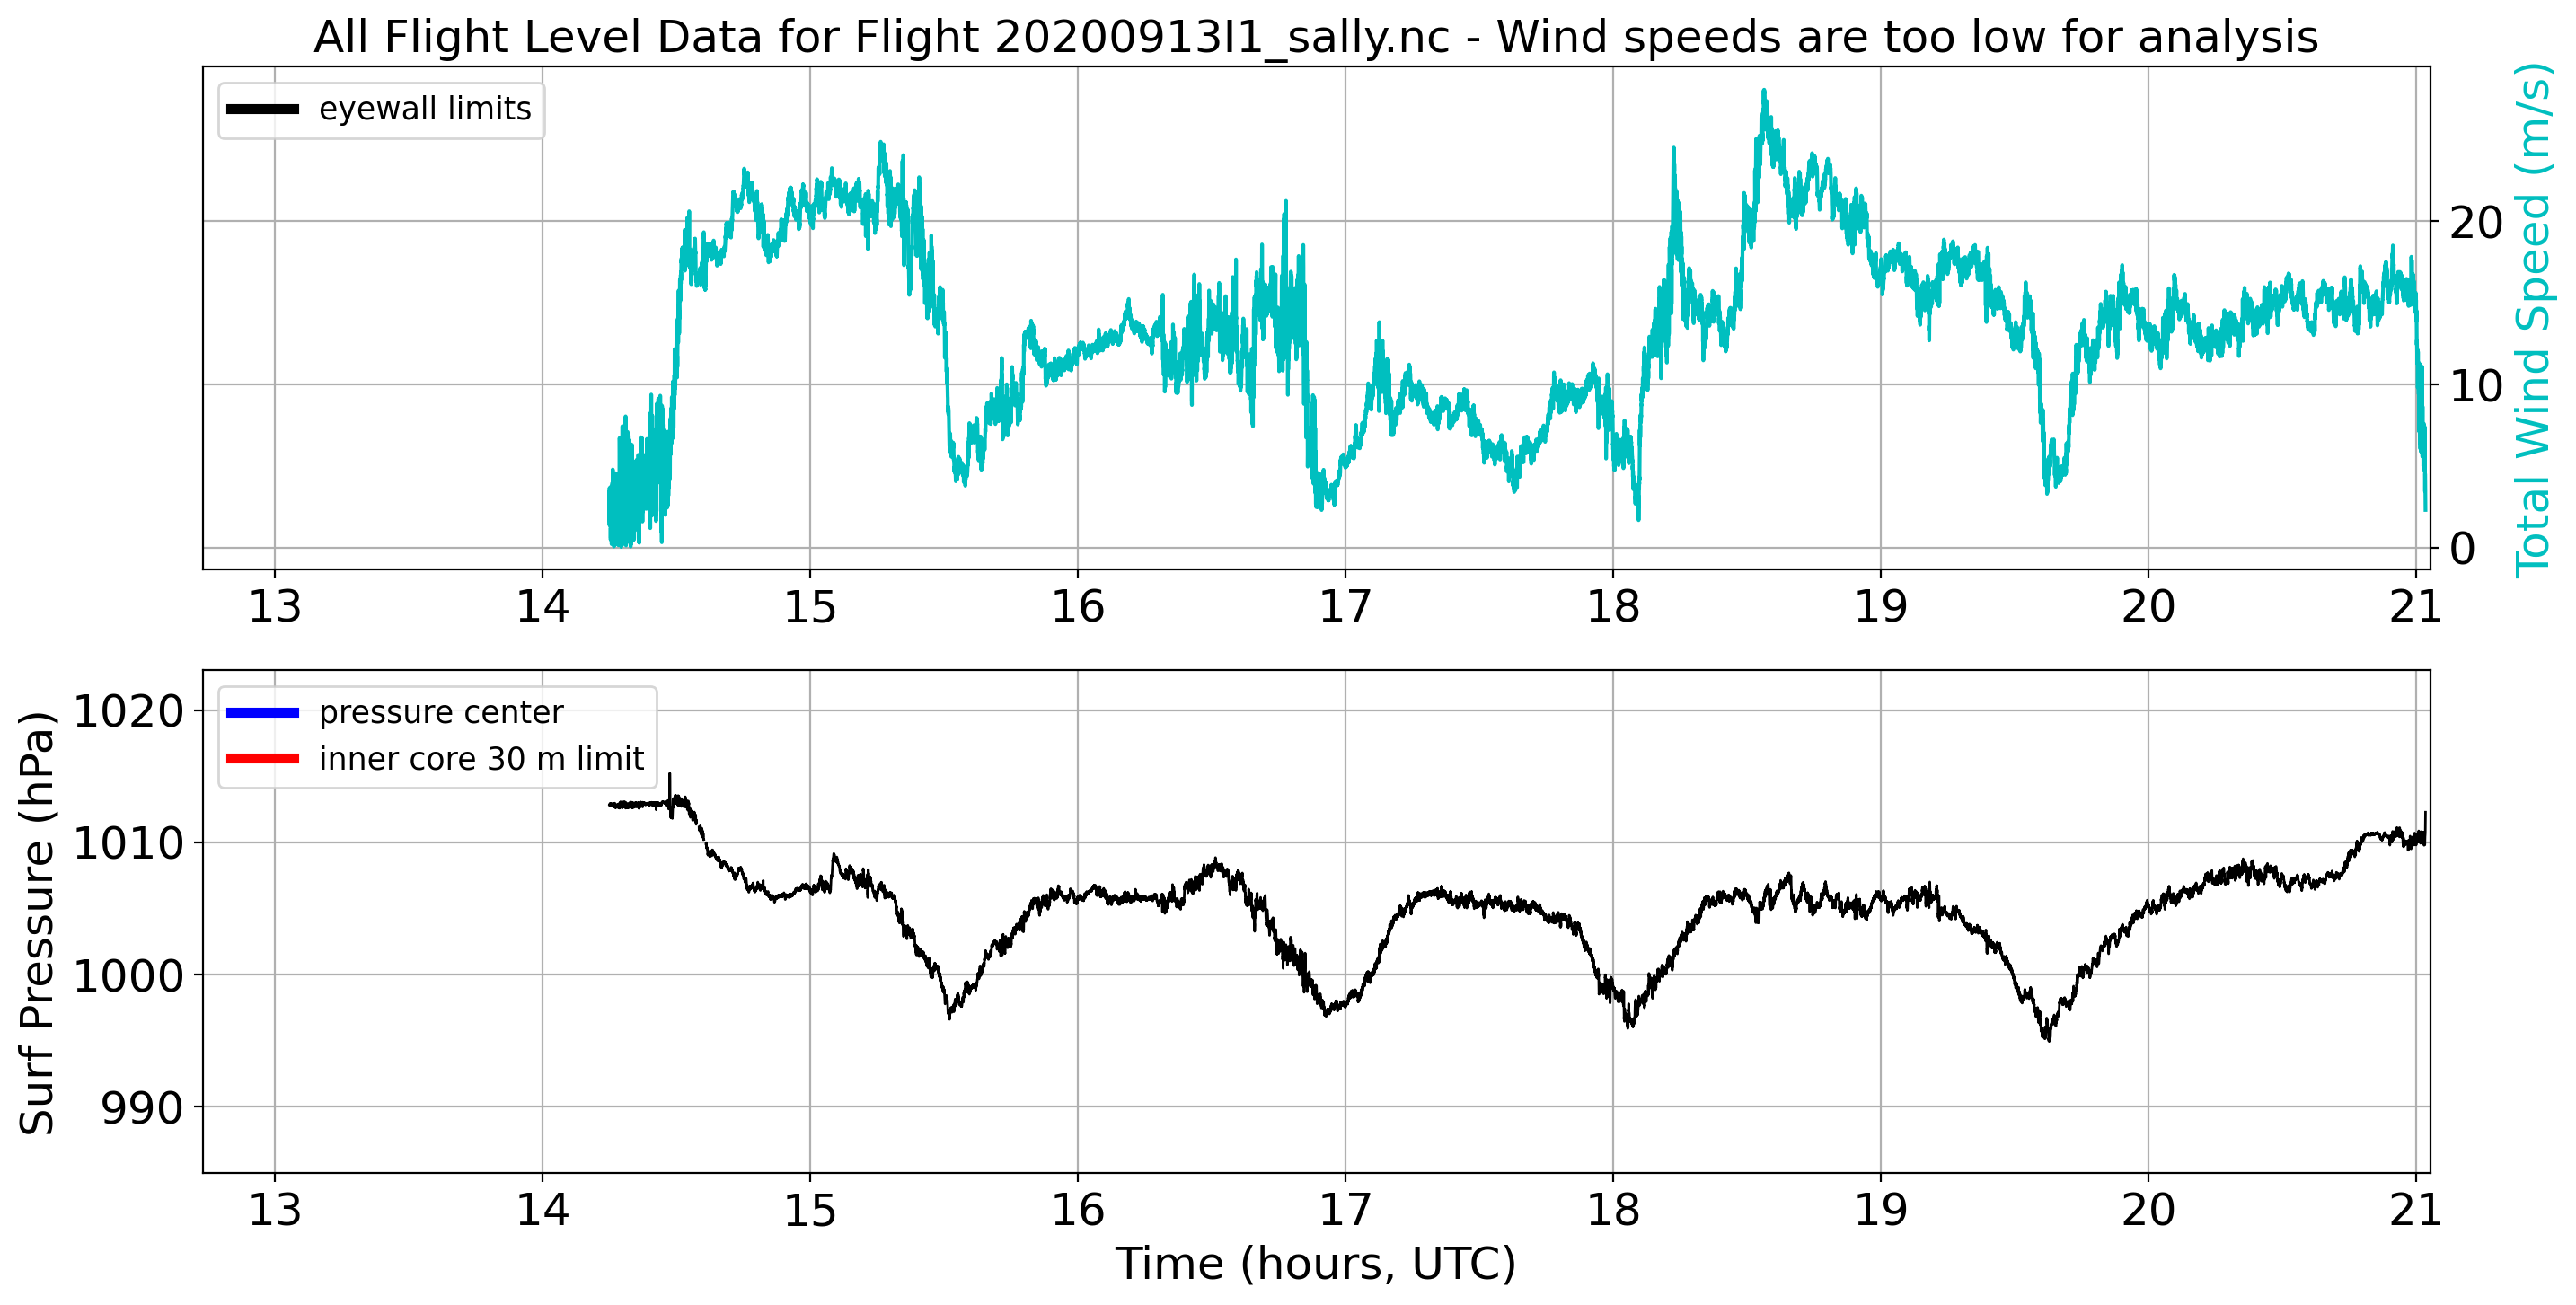 All Flight Level Data for Flight 20200913I1_sally.nc - Wind speeds are too low for analysis
eyewall limits
20
10
0
Total Wind Speed (m/s)
13 14 15 16 17 18 19 20 21
pressure center
inner core 30 m limit
1020
1010
1000
990
Surf Pressure (hPa)
13 14 15 16 17 18 19 20 21
Time (hours, UTC)